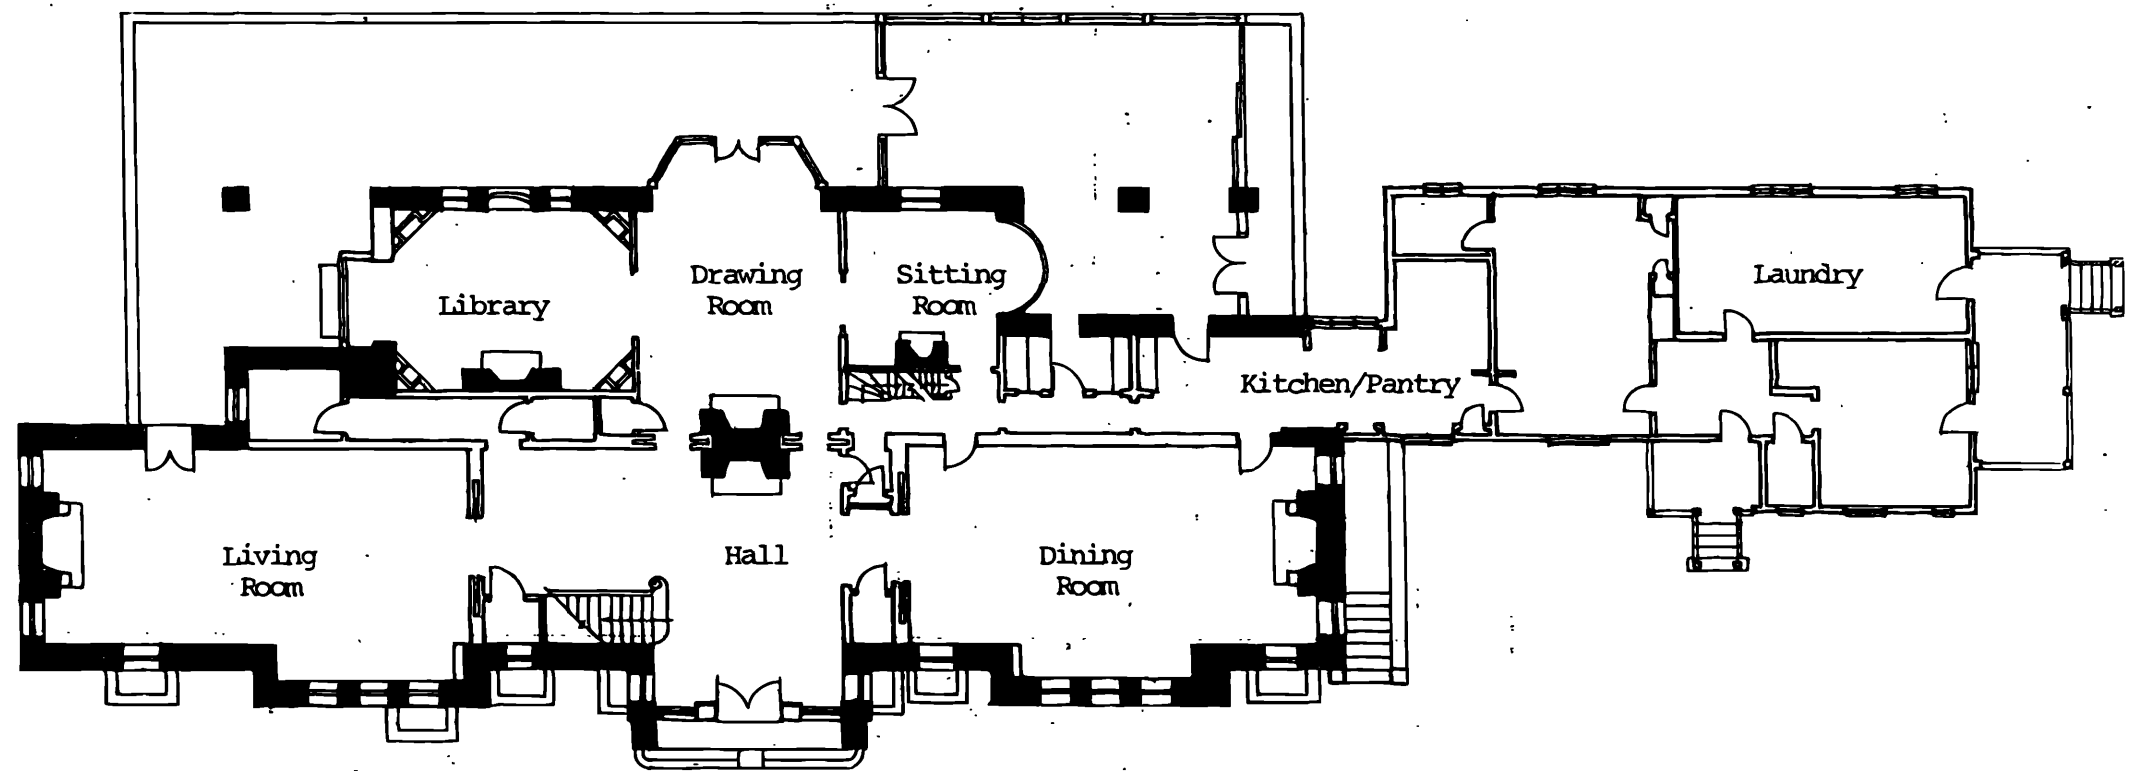 Drawing
Room
Sitting
Room
Laundry
Library
Kitchen/Pantry
Living
Room
Hall
Dining
Room